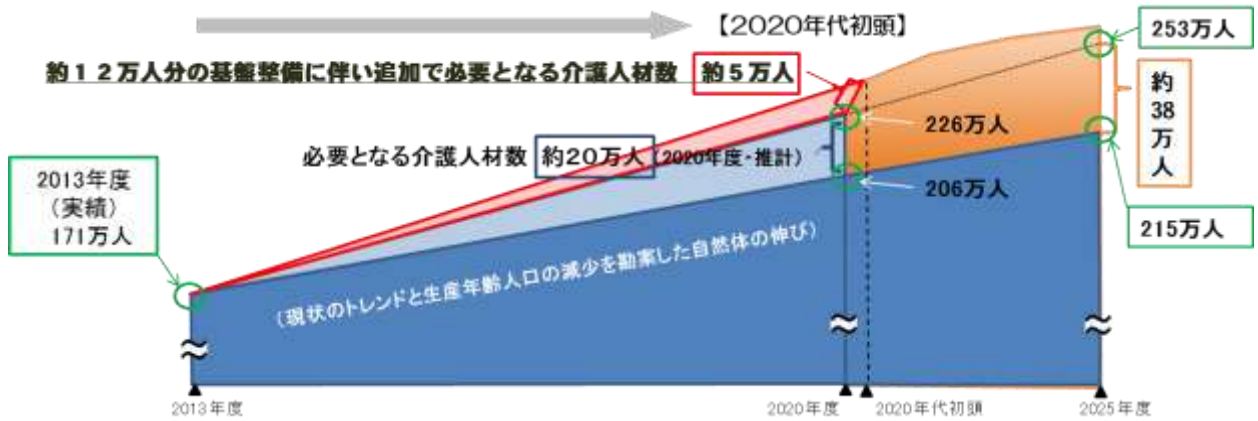 【2020年代初頭】
253万人
約12万人分の基盤整備に伴い追加で必要となる介護人材数 約5万人
約
38
万
人
226万人
必要となる介護人材数 約20万人 (2020年度・推計)
2013年度
(実績)
171万人
206万人
215万人
(現状のトレンドと生産年齢人口の減少を勘案した自然体の伸び)
2013年度
2020年度
2020年代初頭
2025年度